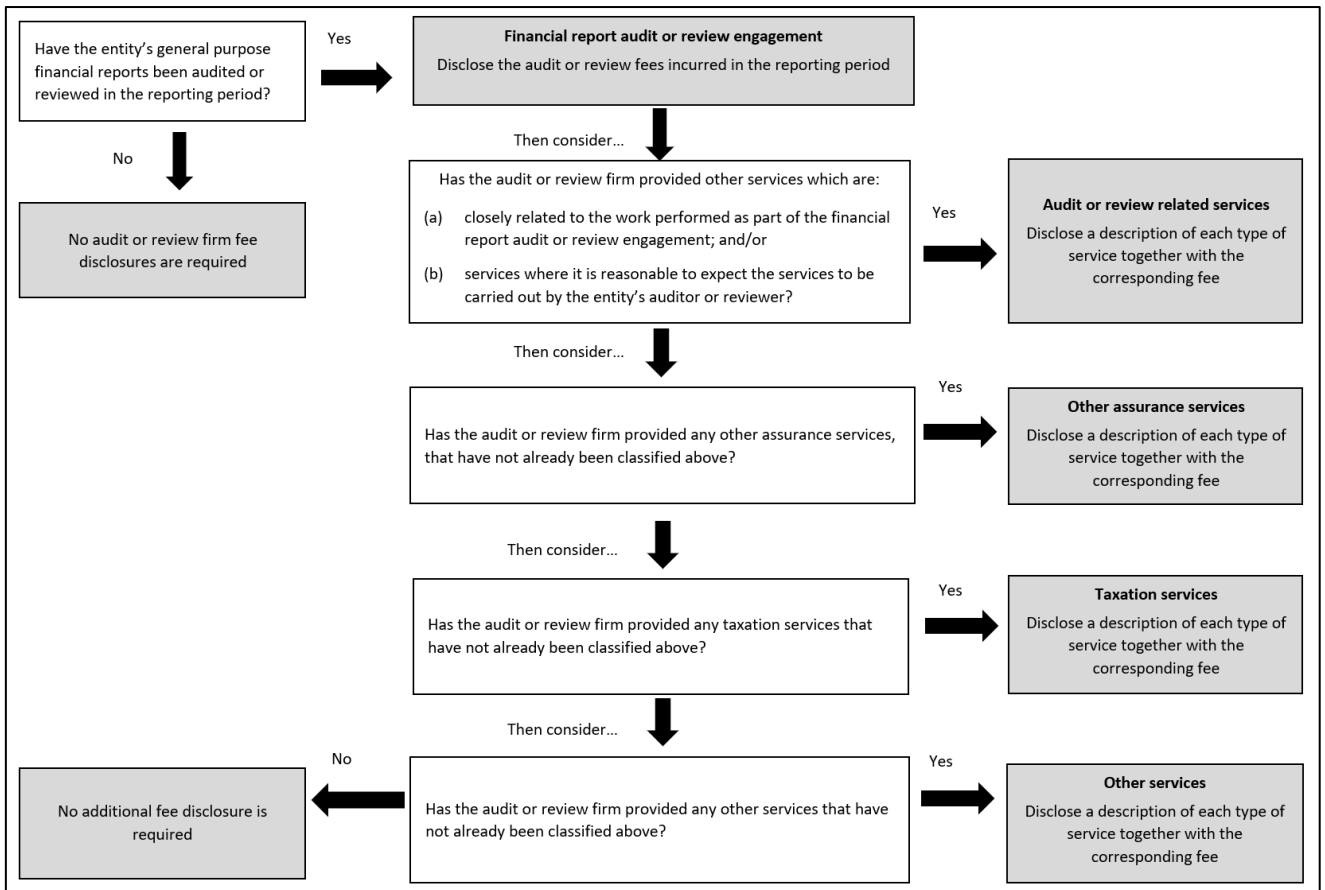 Have the entity’s general purpose
financial reports been audited or
reviewed in the reporting period?
Yes
Financial report audit or review engagement
Disclose the audit or review fees incurred in the reporting period
No
Then consider…
No audit or review firm fee
disclosures are required
Has the audit or review firm provided other services which are:
(a) closely related to the work performed as part of the financial
report audit or review engagement; and/or
(b) services where it is reasonable to expect the services to be
carried out by the entity’s auditor or reviewer?
Yes
Audit or review related services
Disclose a description of each type of
service together with the
corresponding fee
Then consider…
Has the audit or review firm provided any other assurance services,
that have not already been classified above?
Yes
Other assurance services
Disclose a description of each type of
service together with the
corresponding fee
Then consider…
Has the audit or review firm provided any taxation services that
have not already been classified above?
Yes
Taxation services
Disclose a description of each type of
service together with the
corresponding fee
Then consider…
Has the audit or review firm provided any other services that have
not already been classified above?
No
No additional fee disclosure is
required
Yes
Other services
Disclose a description of each type of
service together with the
corresponding fee